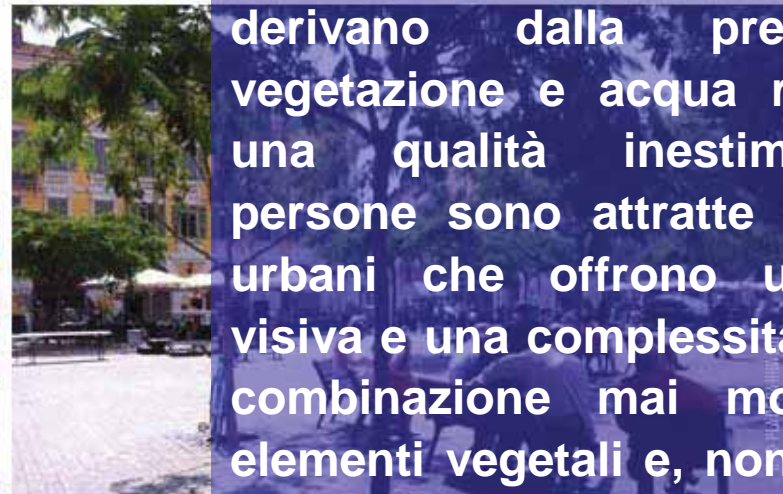 derivano dalla pre
vegetazione e acqua r
una qualità inestim
persone sono attratte
urbani che offrono u
visiva e una complessità
combinazione mai mo
elementi vegetali e, non